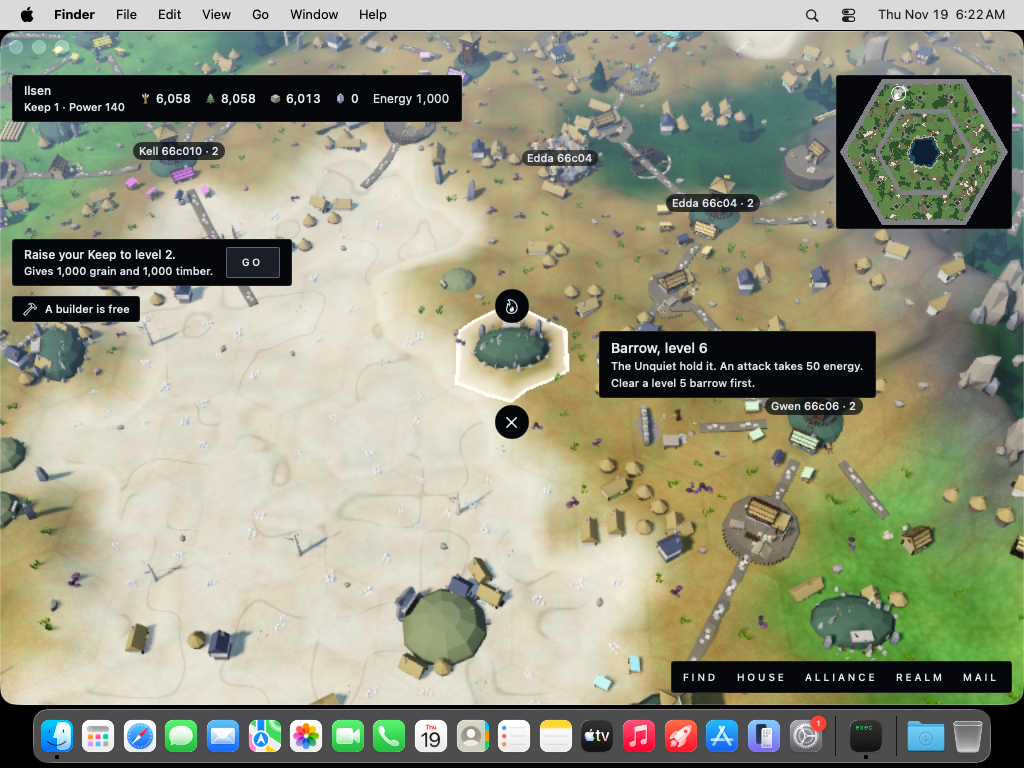 Finder File Edit View Go Window Help Thu Nov 19 6:22 AM
Ilsen
Keep 1 · Power 140
6,058 8,058 6,013 0 Energy 1,000
Kell 66c010 · 2
Edda 66c04
Edda 66c04 · 2
Raise your Keep to level 2.
Gives 1,000 grain and 1,000 timber.
GO
A builder is free
Barrow, level 6
The Unquiet hold it. An attack takes 50 energy.
Clear a level 5 barrow first.
Gwen 66c06 · 2
FIND HOUSE ALLIANCE REALM MAIL
Thu
19
tv
1
exec